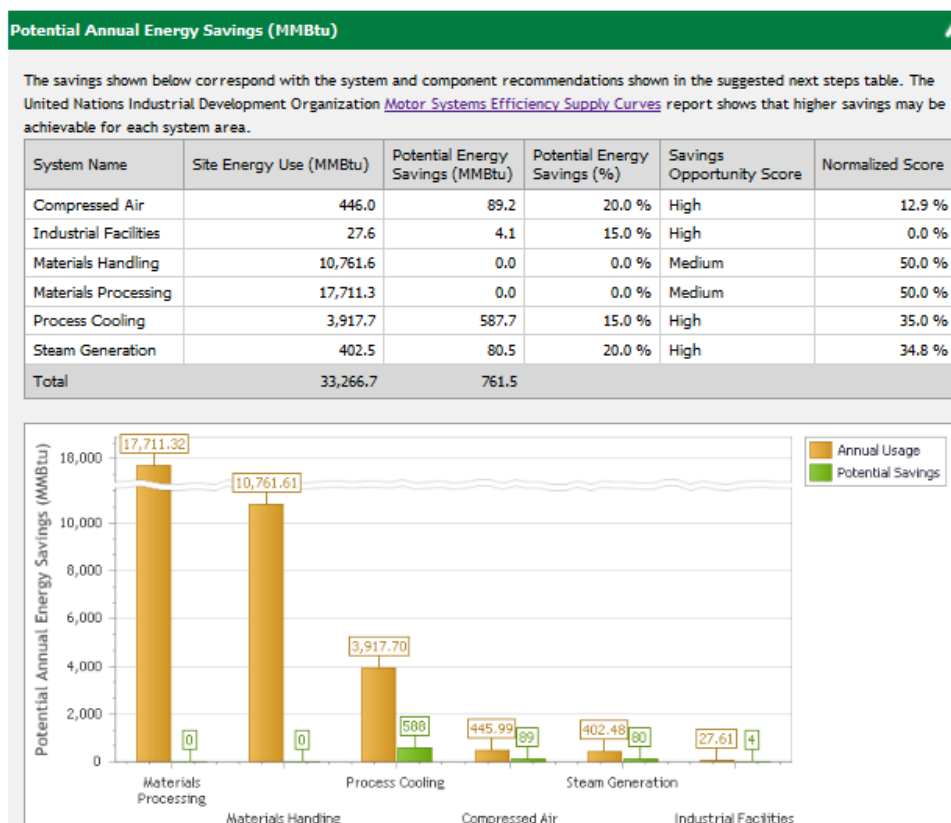 Potential Annual Energy Savings (MMBtu)
The savings shown below correspond with the system and component recommendations shown in the suggested next steps table. The
United Nations Industrial Development Organization Motor Systems Efficiency Supply Curves report shows that higher savings may be
achievable for each system area.
System Name Site Energy Use (MMBtu) Potential Energy Savings (MMBtu) Potential Energy Savings (%) Savings Opportunity Score Normalized Score
Compressed Air 446.0 89.2 20.0 % High 12.9 %
Industrial Facilities 27.6 4.1 15.0 % High 0.0 %
Materials Handling 10,761.6 0.0 0.0 % Medium 50.0 %
Materials Processing 17,711.3 0.0 0.0 % Medium 50.0 %
Process Cooling 3,917.7 587.7 15.0 % High 35.0 %
Steam Generation 402.5 80.5 20.0 % High 34.8 %
Total 33,266.7 761.5
Potential Annual Energy Savings (MMBtu)
18,000
10,000
8,000
6,000
4,000
2,000
0
17,711.32
0
10,761.61
0
3,917.70
588
445.99
89
402.48
80
27.61
4
Materials
Processing
Materials Handling
Process Cooling
Compressed Air
Steam Generation
Industrial Facilities
Annual Usage
Potential Savings